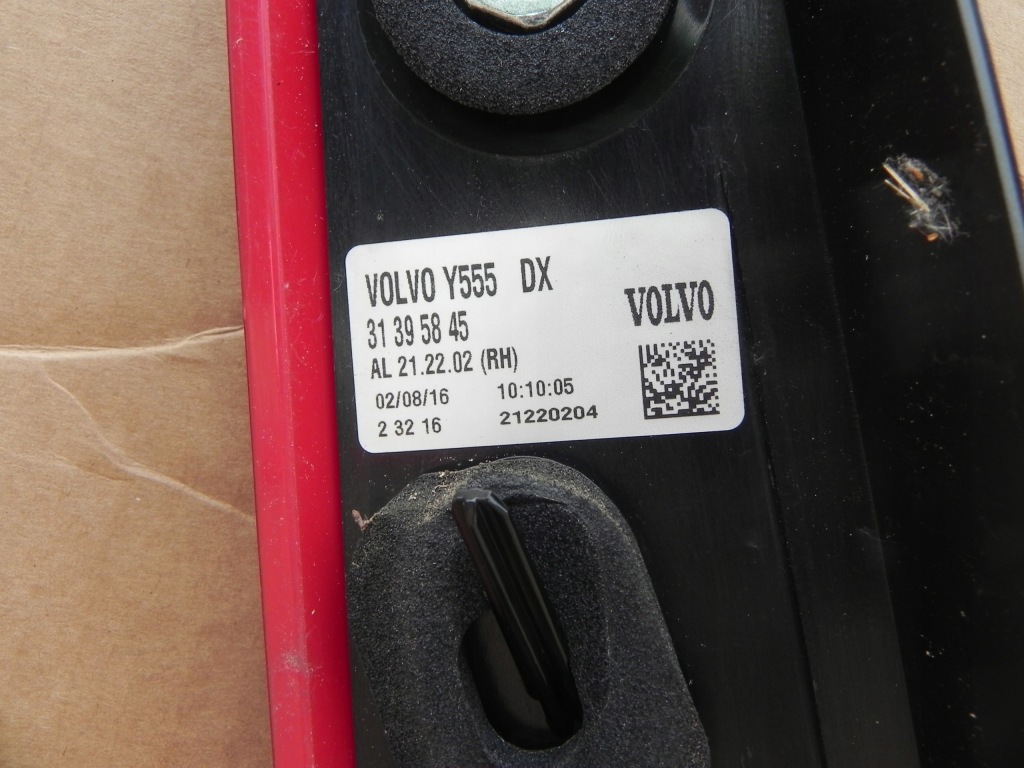 VOLVO Y555 DX
31 39 58 45
VOLVO
AL 21.22.02 (RH)
02/08/16 10:10:05
2 32 16 21220204